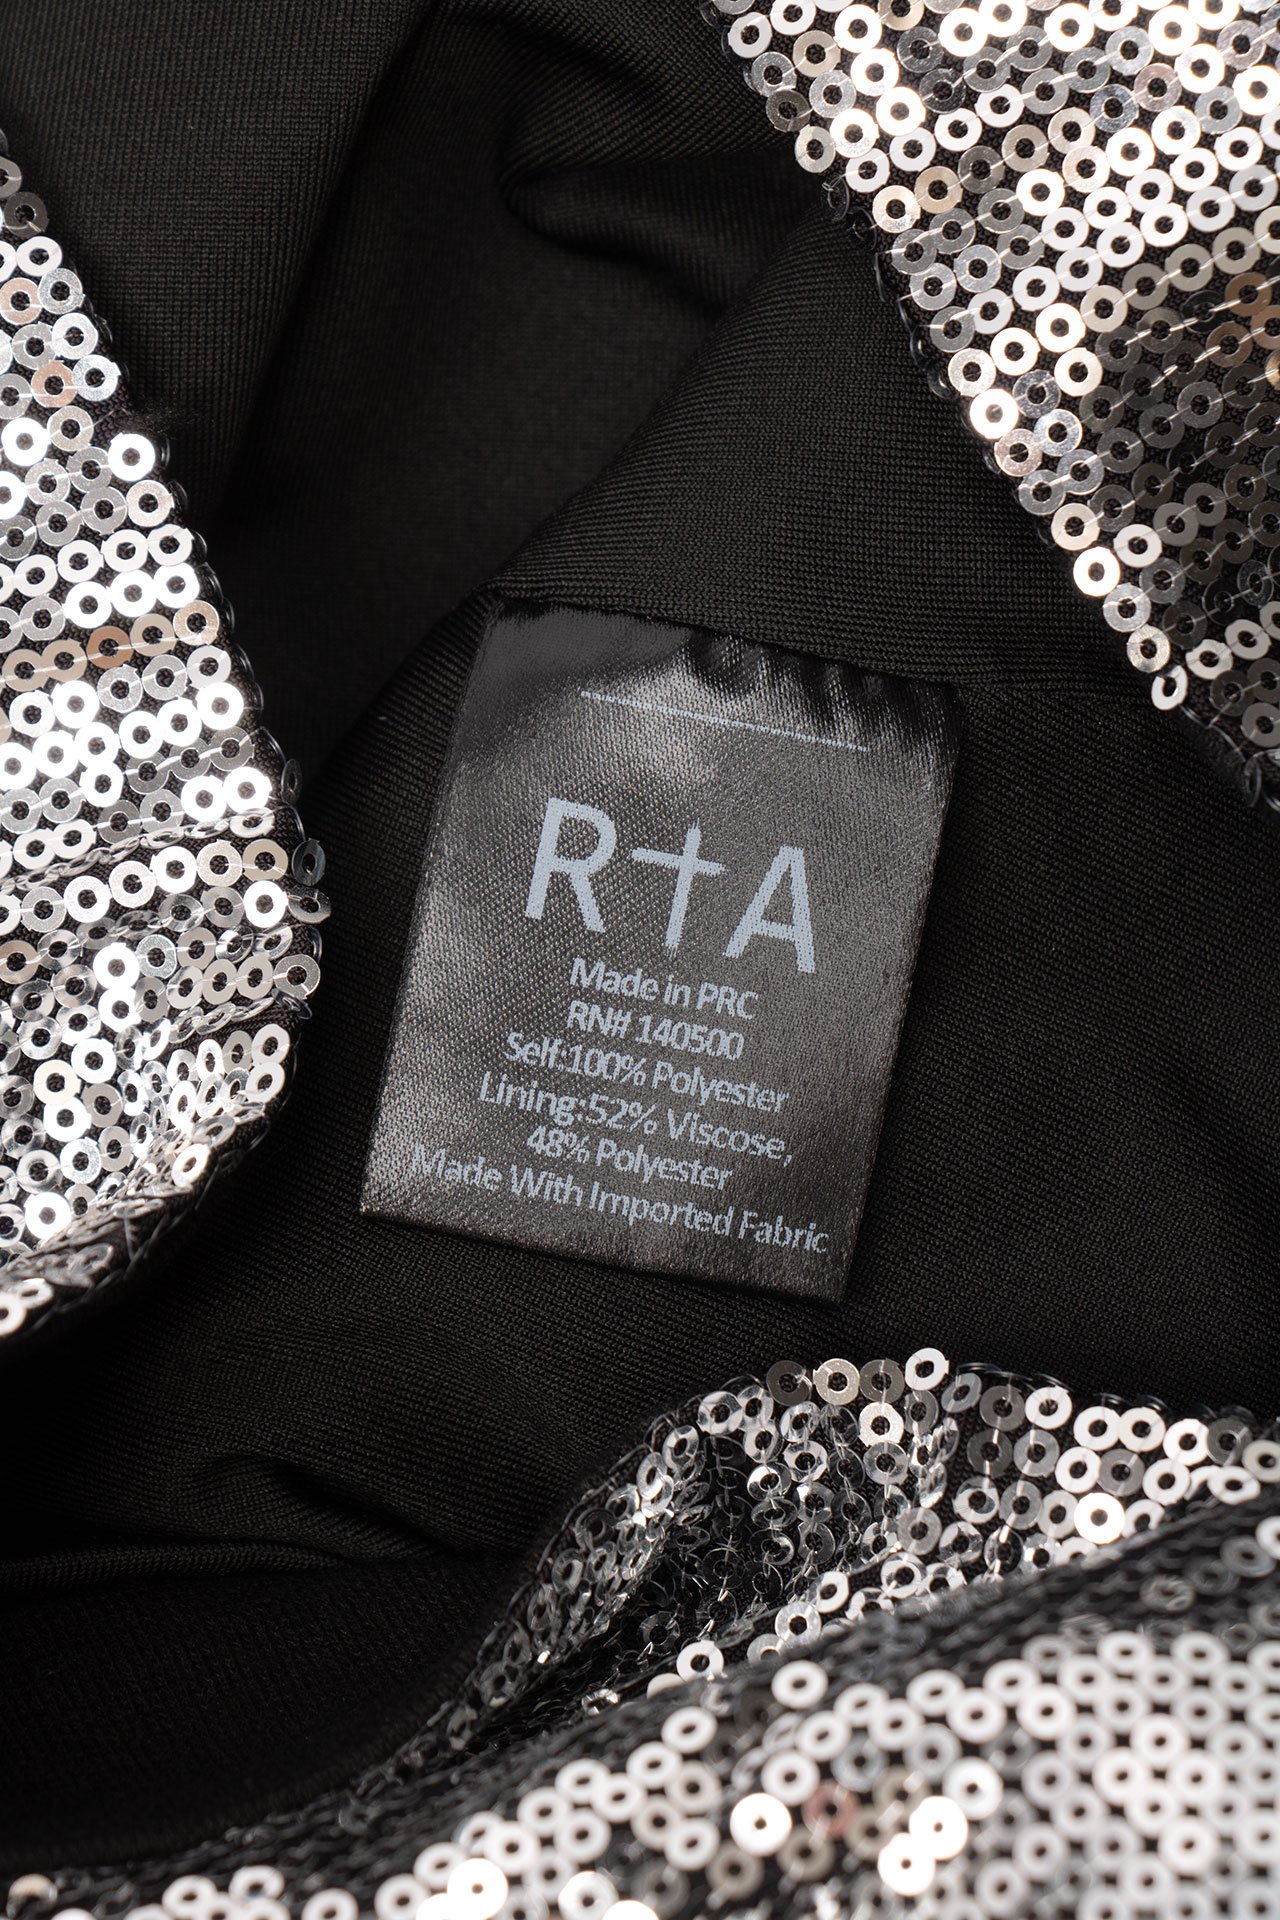 R†A
Made in PRC
RN# 140500
Self:100% Polyester
Lining:52% Viscose,
48% Polyester
Made With Imported Fabric